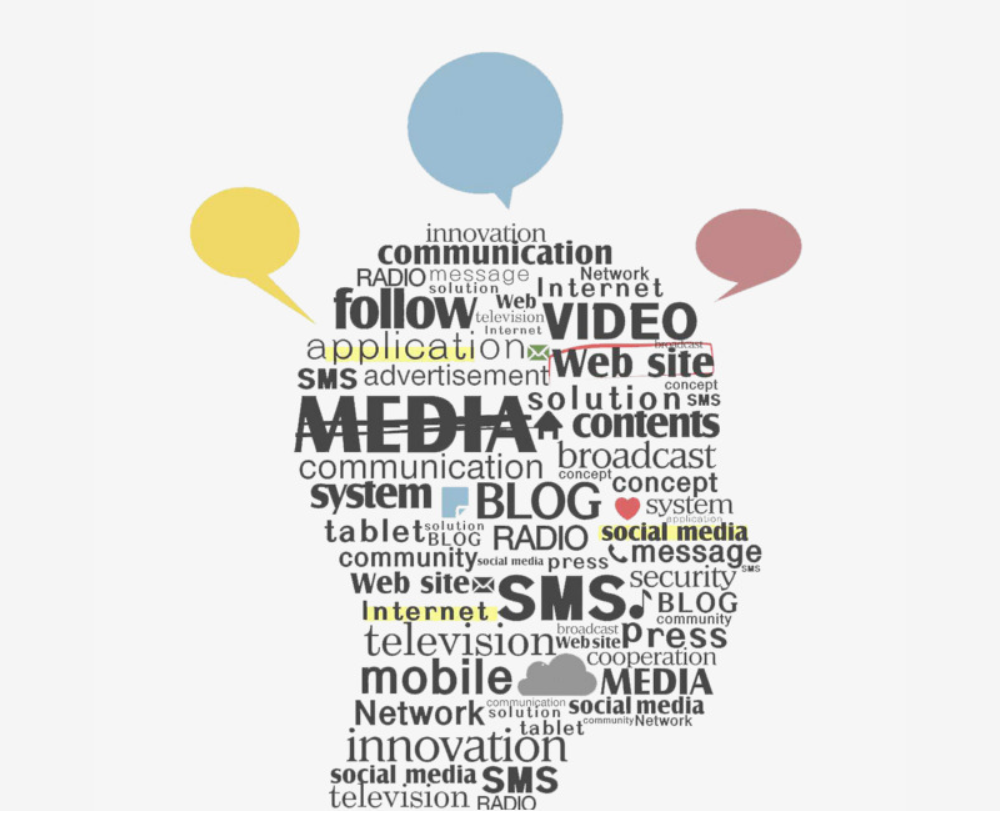 innovation
communication
RADIO message Network
solution Internet
follow Web VIDEO
television
Internet
application broadcast
Web site
SMS advertisement concept
solution SMS
MEDIA contents
communication broadcast
concept concept
system BLOG system
application
tablet solution RADIO social media
BLOG
community social media press message
SMS
Web site SMS security
Internet BLOG
community
television broadcast press
Web site
cooperation
mobile MEDIA
communication social media
Network solution
community Network
tablet
innovation
social media SMS
television RADIO